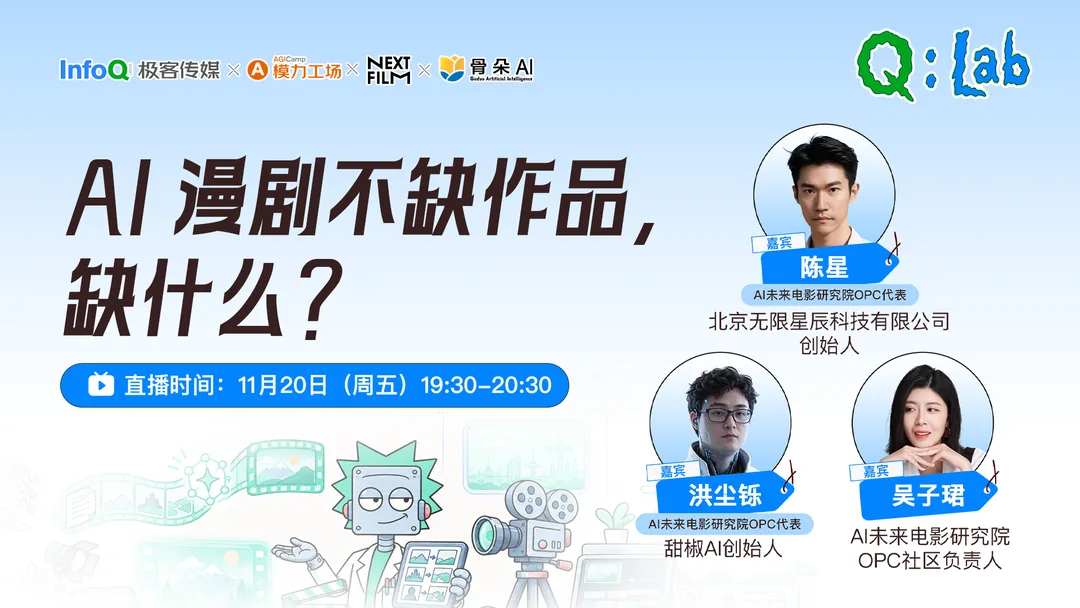 InfoQ 极客传媒 × AGICamp 模力工场 × NEXT FILM × 骨朵 AI
Guduo Artificial Intelligence
Q:Lab
AI 漫剧不缺作品,
缺什么?
直播时间：11月20日（周五）19:30-20:30
嘉宾
陈星
AI未来电影研究院OPC代表
北京无限星辰科技有限公司
创始人
嘉宾
洪尘铄
AI未来电影研究院OPC代表
甜椒AI创始人
嘉宾
吴子珺
AI未来电影研究院
OPC社区负责人